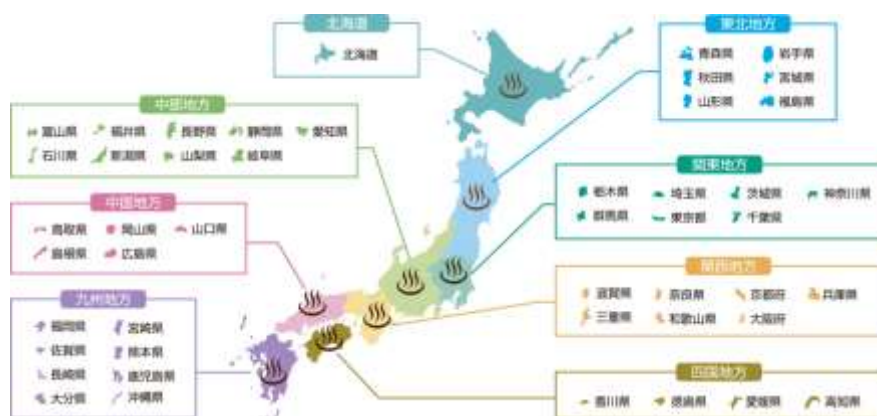 北海道
北海道
東北地方
青森県 岩手県
秋田県 宮城県
山形県 福島県
中部地方
富山県 福井県 長野県 静岡県 愛知県
石川県 新潟県 山梨県 岐阜県
関東地方
栃木県 埼玉県 茨城県 神奈川県
群馬県 東京都 千葉県
中国地方
鳥取県 岡山県 山口県
島根県 広島県
関西地方
滋賀県 奈良県 京都府 兵庫県
三重県 和歌山県 大阪府
九州地方
福岡県 宮崎県
佐賀県 熊本県
長崎県 鹿児島県
大分県 沖縄県
四国地方
香川県 徳島県 愛媛県 高知県